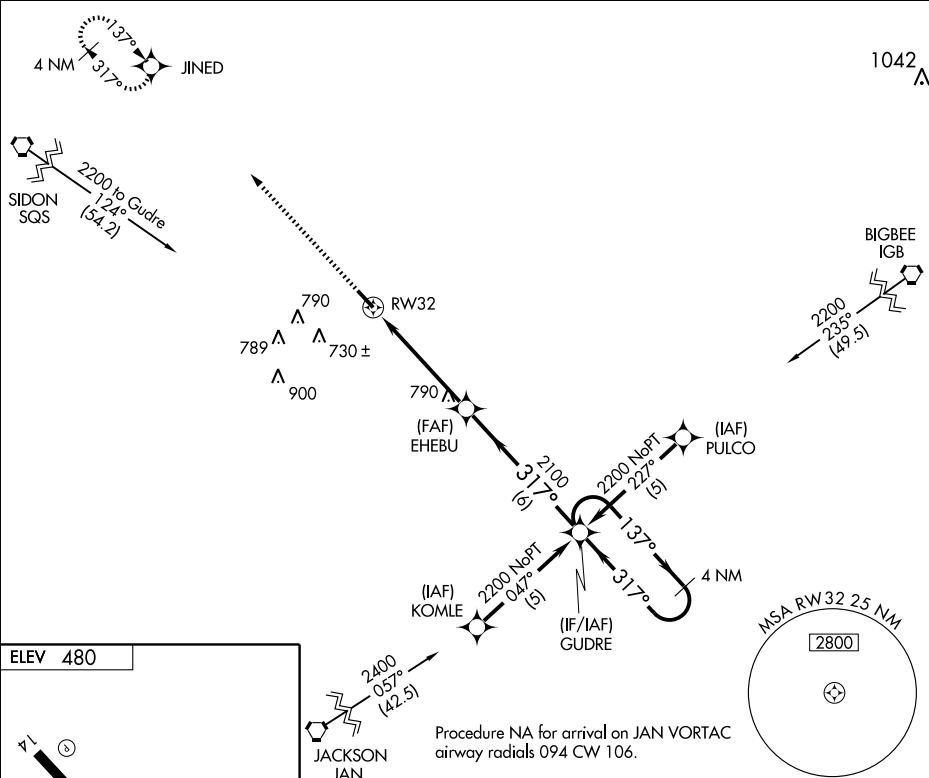 137°
4 NM
317°
JINED
1042
SIDON
SQS
2200 to Gudre
124°
(54.2)
BIGBEE
IGB
2200
235°
(49.5)
RW32
790
789
730 ±
900
790
(FAF)
EHEBU
2100
317°
(6)
2200 NoPT
227°
(5)
(IAF)
PULCO
137°
317°
4 NM
(IAF)
KOMLE
2200 NoPT
047°
(5)
(IF/IAF)
GUDRE
MSA RW32 25 NM
2800
ELEV 480
2400
057°
(42.5)
JACKSON
JAN
Procedure NA for arrival on JAN VORTAC
airway radials 094 CW 106.
14
P